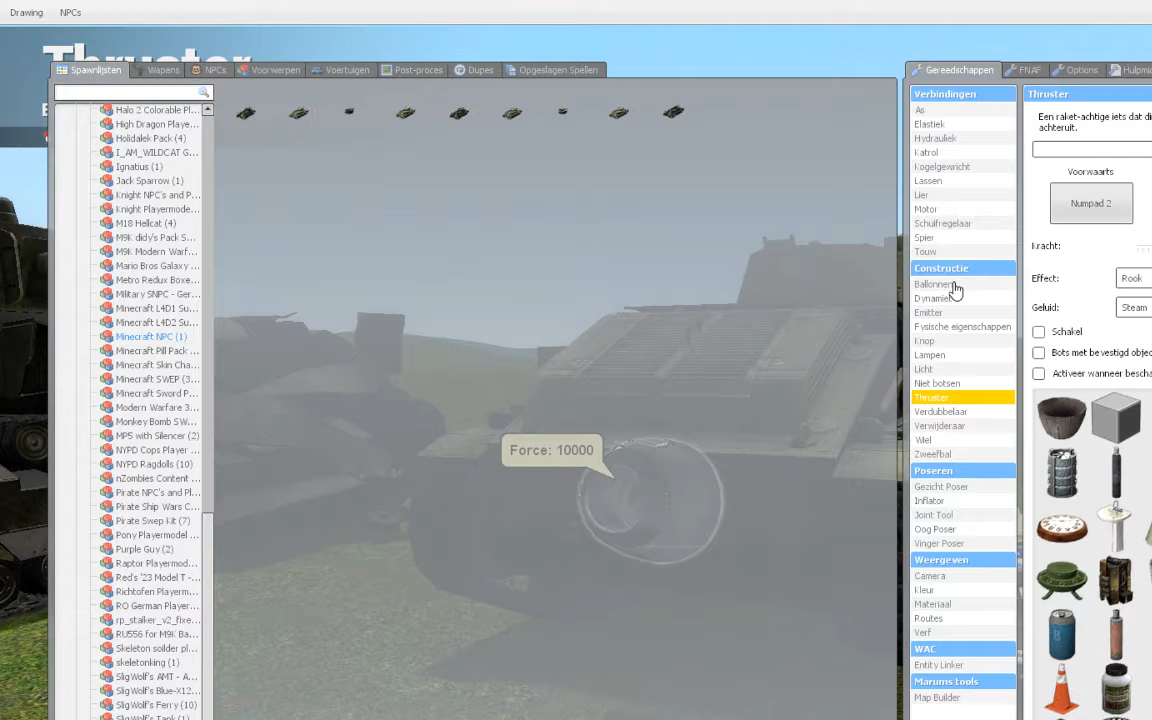 Drawing NPCs
Thruster
Spawnlijsten Wapens NPCs Voorwerpen Voertuigen Post-proces Dupes Opgeslagen Spellen
Halo 2 Colorable Pl...
High Dragon Playe...
Holidalek Pack (4)
I_AM_WILDCAT G...
Ignatius (1)
Jack Sparrow (1)
Knight NPC's and P...
Knight Playermode...
M18 Hellcat (4)
M9K didy's Pack S...
M9K Modern Warf...
Mario Bros Galaxy ...
Metro Redux Boxe...
Military SNPC - Ger...
Minecraft L4D1 Su...
Minecraft L4D2 Su...
Minecraft NPC (1)
Minecraft Pill Pack ...
Minecraft Skin Cha...
Minecraft SWEP (3...
Minecraft Sword P...
Modern Warfare 3...
Monkey Bomb SW...
MP5 with Silencer (2)
NYPD Cops Player ...
NYPD Ragdolls (10)
nZombies Content ...
Pirate NPC's and Pl...
Pirate Ship Wars C...
Pirate Swep Kit (7)
Pony Playermodel ...
Purple Guy (2)
Raptor Playermodel...
Red's '23 Model T -...
Richtofen Playerm...
RO German Player...
rp_stalker_v2_fixe...
RU556 for M9K Ba...
Skeleton soilder pl...
skeletonking (1)
SligWolf's AMT - A...
SligWolf's Blue-X12...
SligWolf's Ferry (10)
SligWolf's Tank (1)
Force: 10000
Gereedschappen FNAF Options Hulpmid
Verbindingen
As
Elastiek
Hydrauliek
Katrol
Kogelgewricht
Lassen
Lier
Motor
Schuifregelaar
Spier
Touw
Constructie
Ballonnen
Dynamiet
Emitter
Fysische eigenschappen
Knop
Lampen
Licht
Niet botsen
Thruster
Verdubbelaar
Verwijderaar
Wiel
Zweefbal
Poseren
Gezicht Poser
Inflator
Joint Tool
Oog Poser
Vinger Poser
Weergeven
Camera
Kleur
Materiaal
Routes
Verf
WAC
Entity Linker
Marums tools
Map Builder
Thruster
Een raket-achtige iets dat di
achteruit.
Voorwaarts
Numpad 2
Kracht:
Effect: Rook
Geluid: Steam
Schakel
Bots met bevestigd objec
Activeer wanneer bescha